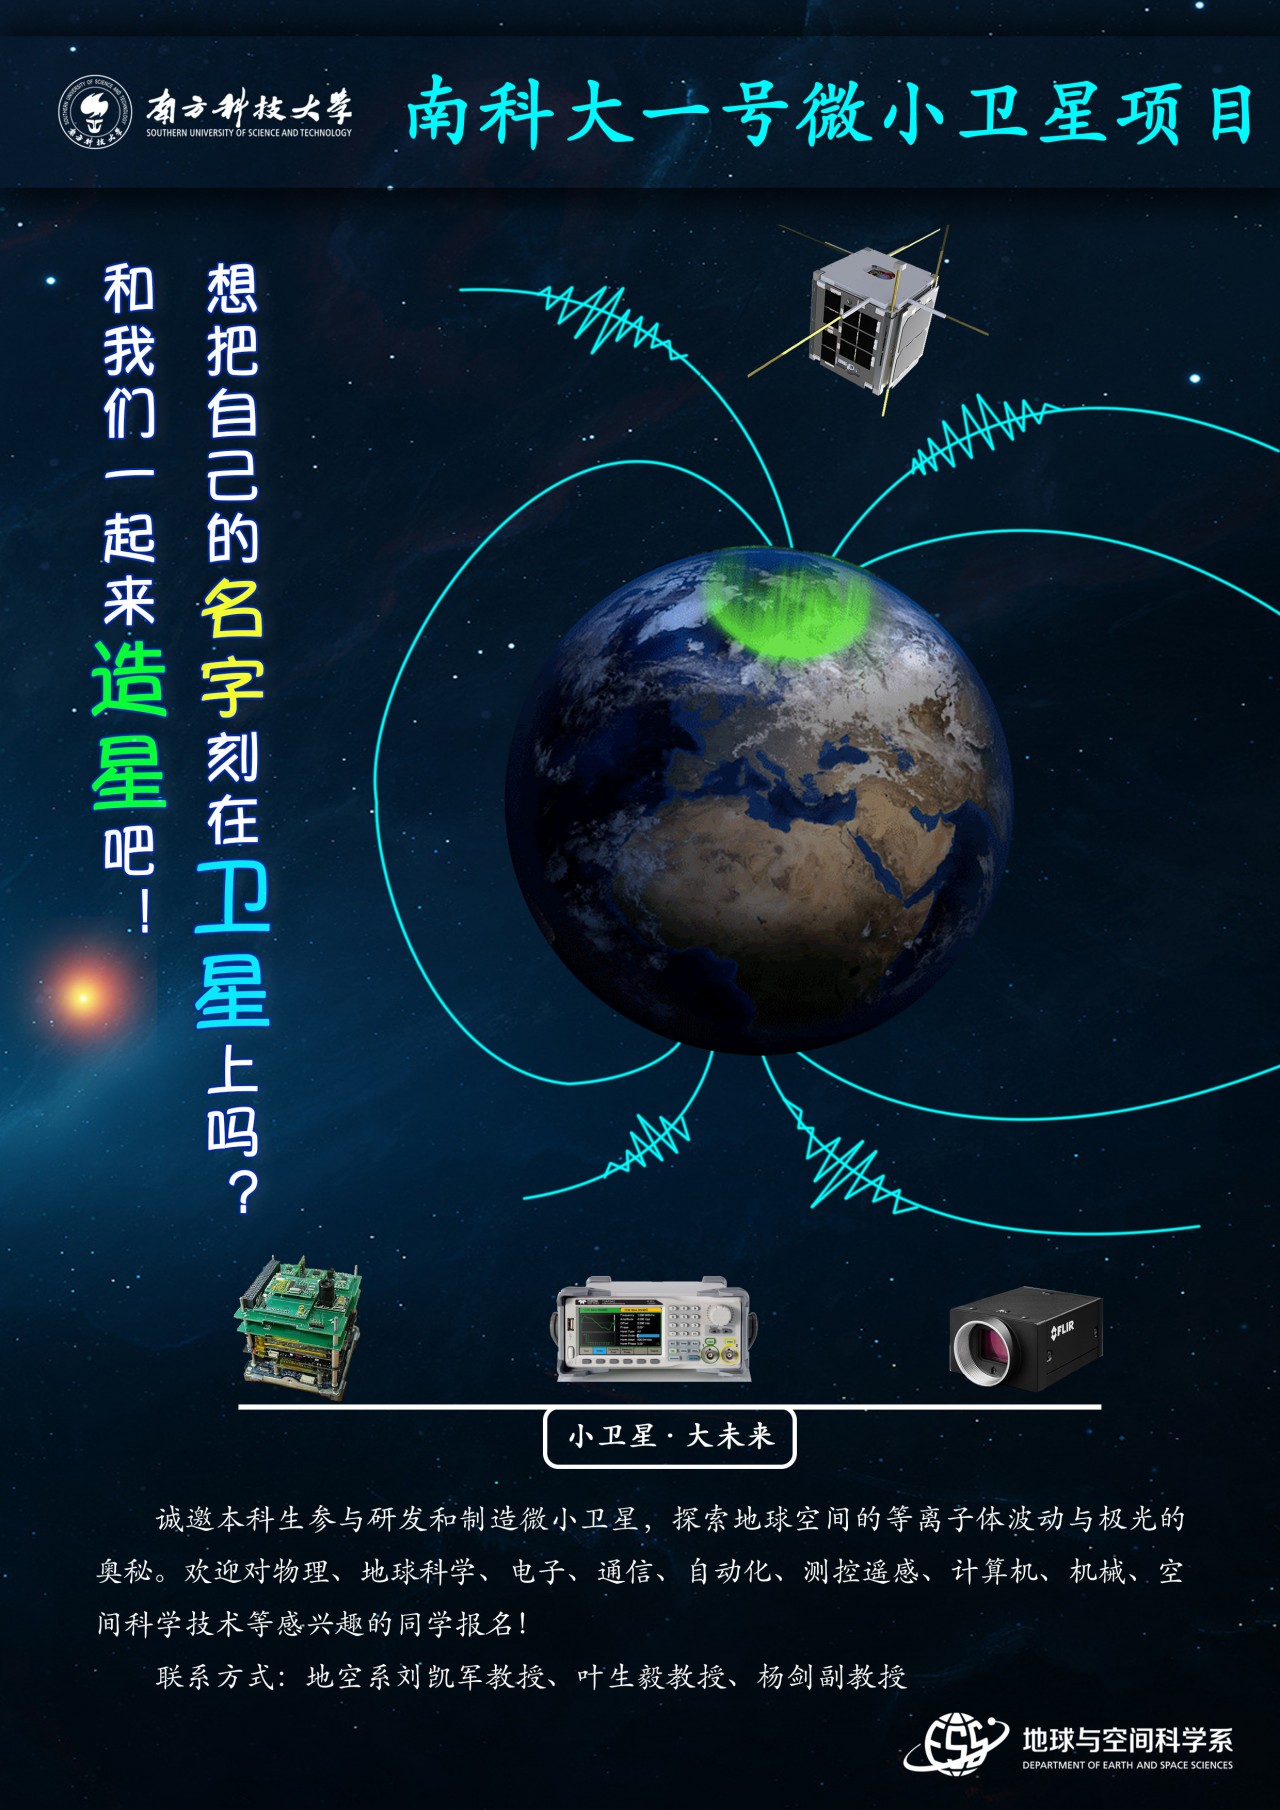 南方科技大学
SOUTHERN UNIVERSITY OF SCIENCE AND TECHNOLOGY
南科大一号微小卫星项目
想把自己的名字刻在卫星上吗？
和我们一起来造星吧！
FLIR
小卫星·大未来
诚邀本科生参与研发和制造微小卫星，探索地球空间的等离子体波动与极光的
奥秘。欢迎对物理、地球科学、电子、通信、自动化、测控遥感、计算机、机械、空
间科学技术等感兴趣的同学报名！
联系方式：地空系刘凯军教授、叶生毅教授、杨剑副教授
ESS
地球与空间科学系
DEPARTMENT OF EARTH AND SPACE SCIENCES